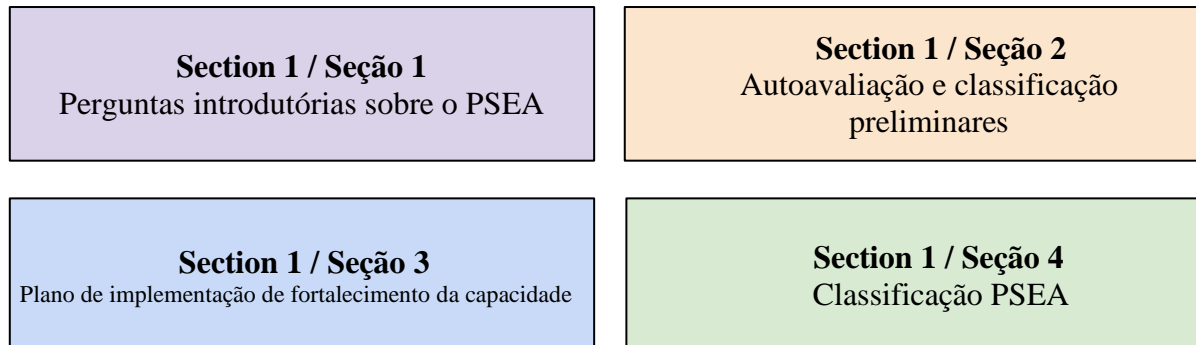 Section 1 / Seção 1
Perguntas introdutórias sobre o PSEA
Section 1 / Seção 2
Autoavaliação e classificação
preliminares
Section 1 / Seção 3
Plano de implementação de fortalecimento da capacidade
Section 1 / Seção 4
Classificação PSEA